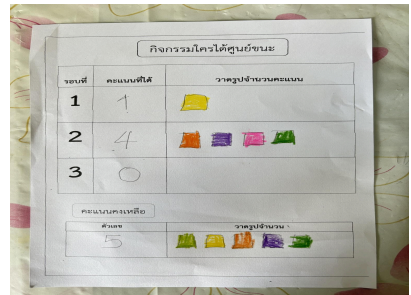 กิจกรรมใครได้ศูนย์ชนะ
รอบที่ คะแนนที่ได้ วาดรูปจำนวนคะแนน
1 1
2 4
3 0
คะแนนคงเหลือ
ตัวเลข วาดรูปจำนวน
5